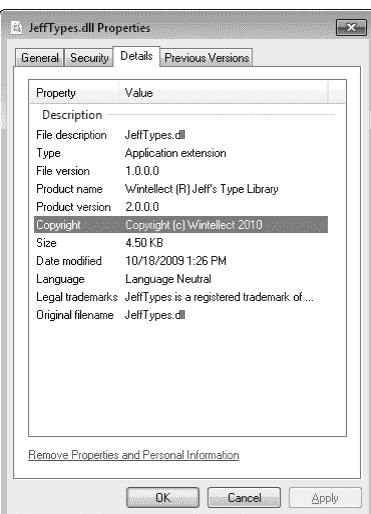 JeffTypes.dll Properties
General Security Details Previous Versions
Property Value
Description
File description JeffTypes.dll
Type Application extension
File version 1.0.0.0
Product name Wintellect (R) Jeff's Type Library
Product version 2.0.0.0
Copyright Copyright (c) Wintellect 2010
Size 4.50 KB
Date modified 10/18/2009 1:26 PM
Language Language Neutral
Legal trademarks JeffTypes is a registered trademark of ...
Original filename JeffTypes.dll
Remove Properties and Personal Information
OK Cancel Apply